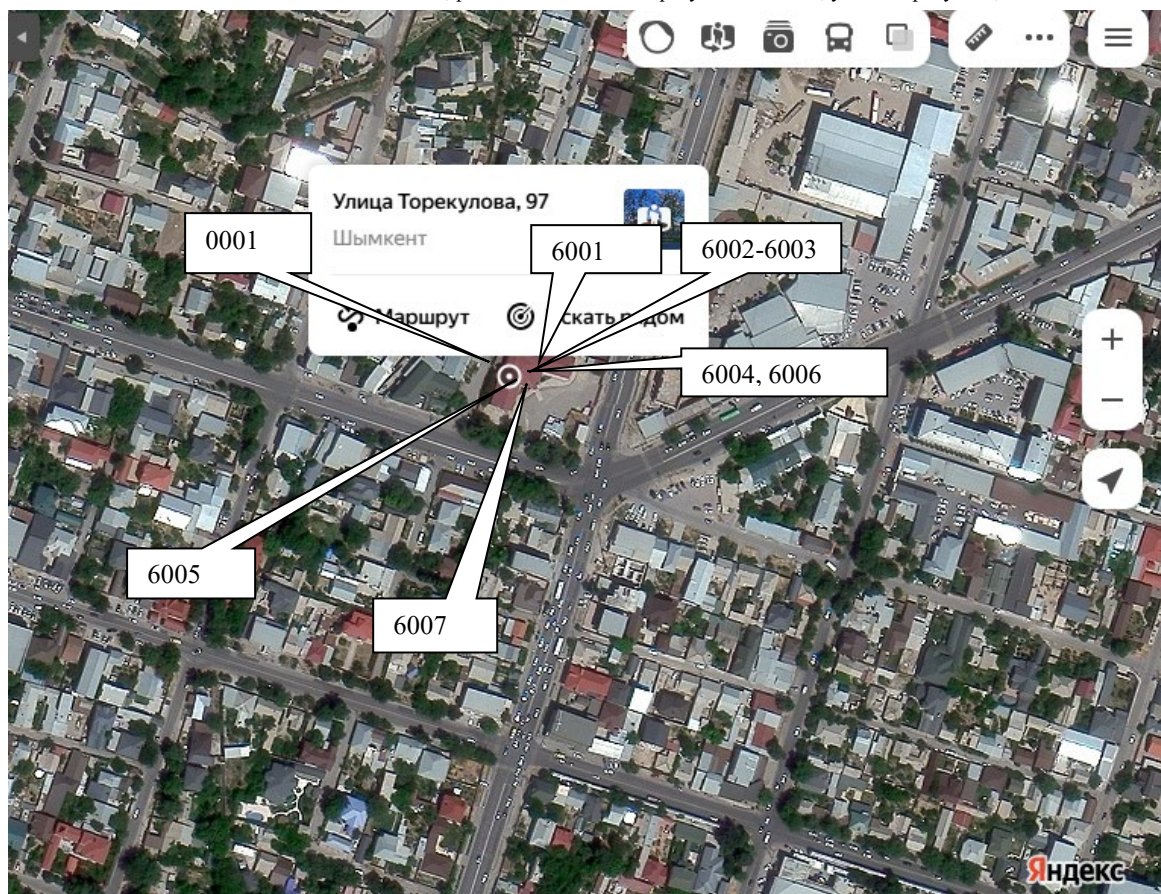 Улица Торекулова, 97
Шымкент
0001
6001
6002-6003
Маршрут
скать рядом
6004, 6006
6005
6007
Яндекс